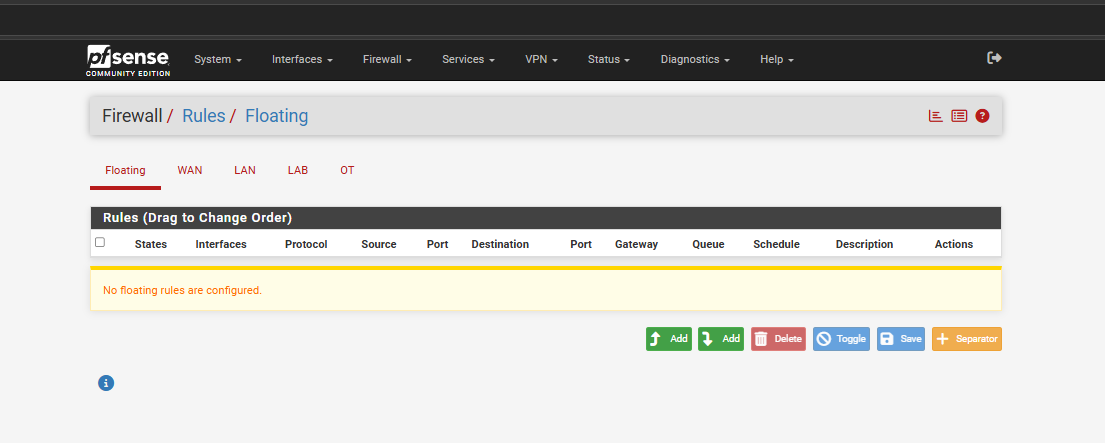 pfsense
COMMUNITY EDITION
System Interfaces Firewall Services VPN Status Diagnostics Help
Firewall / Rules / Floating
Floating WAN LAN LAB OT
Rules (Drag to Change Order)
States Interfaces Protocol Source Port Destination Port Gateway Queue Schedule Description Actions
No floating rules are configured.
Add Add Delete Toggle Save Separator